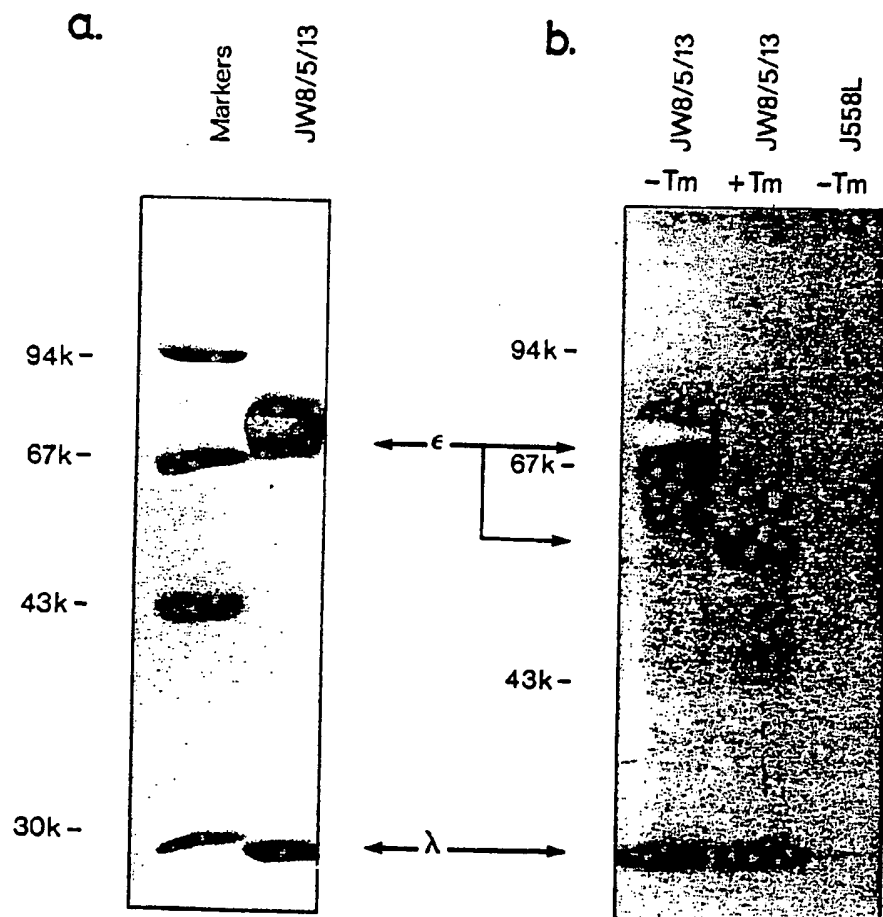 a.
Markers
JW8/5/13
94k-
67k-
43k-
30k-
ϵ
λ
b.
JW8/5/13
JW8/5/13
J558L
-Tm
+Tm
-Tm
94k-
67k-
43k-